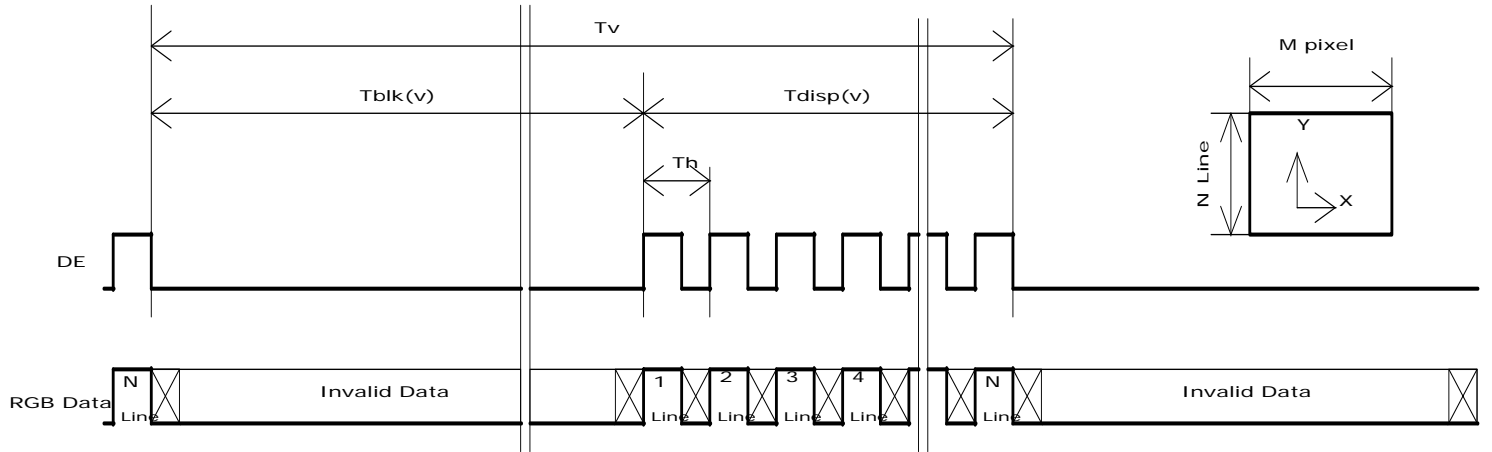 Tv
M pixel
Tblk(v)
Tdisp(v)
Y
N Line
Th
X
DE
RGB Data
N
Line
Invalid Data
1
Line
2
Line
3
Line
4
Line
N
Line
Invalid Data